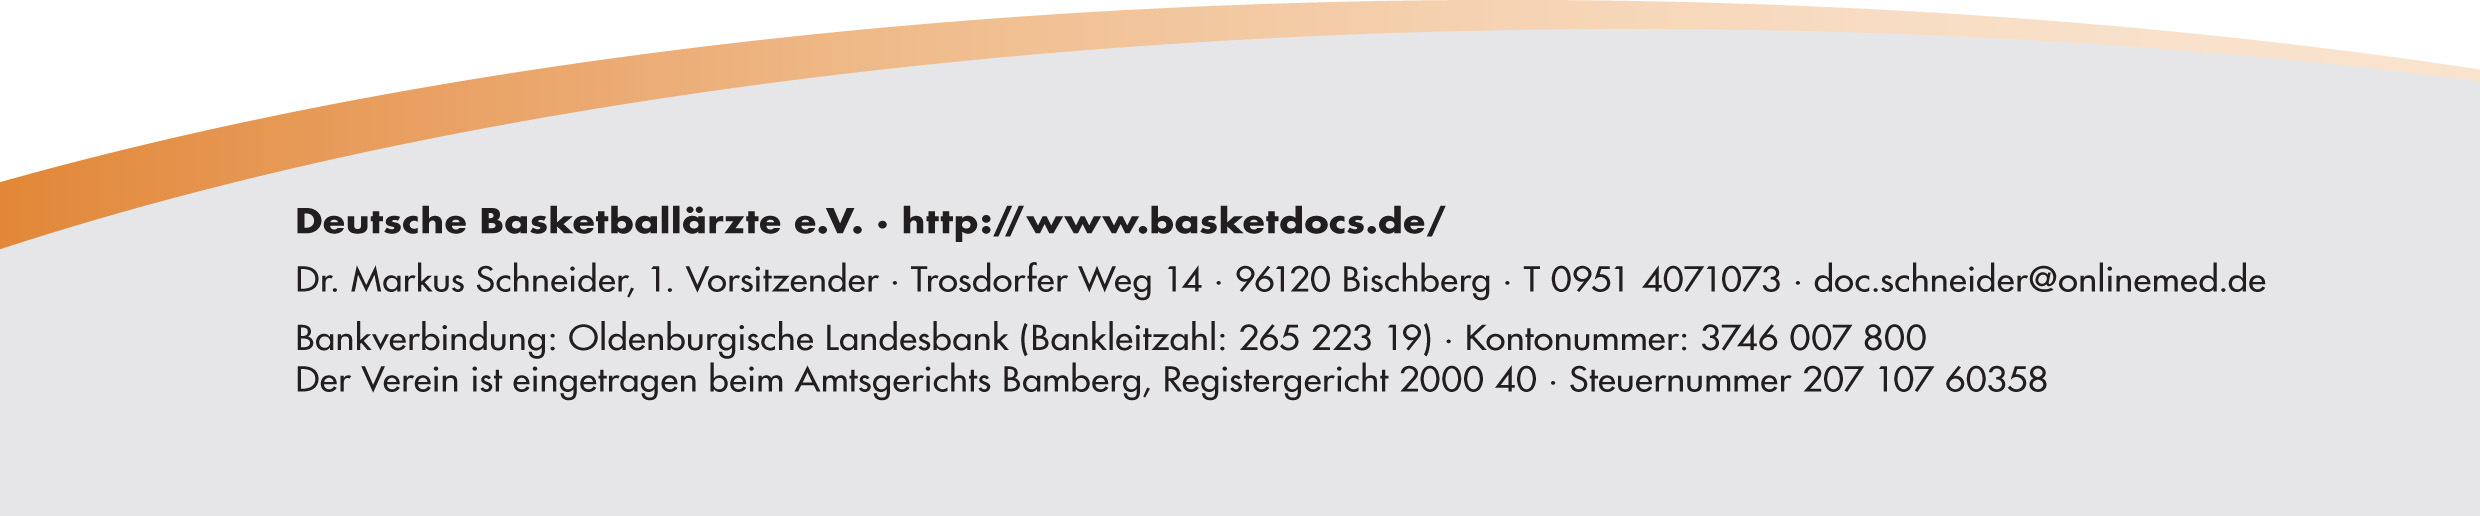 Deutsche Basketballärzte e.V. • http://www.basketdocs.de/
Dr. Markus Schneider, 1. Vorsitzender · Trosdorfer Weg 14 · 96120 Bischberg · T 0951 4071073 · doc.schneider@onlinemed.de
Bankverbindung: Oldenburgische Landesbank (Bankleitzahl: 265 223 19) · Kontonummer: 3746 007 800
Der Verein ist eingetragen beim Amtsgerichts Bamberg, Registergericht 2000 40 · Steuernummer 207 107 60358